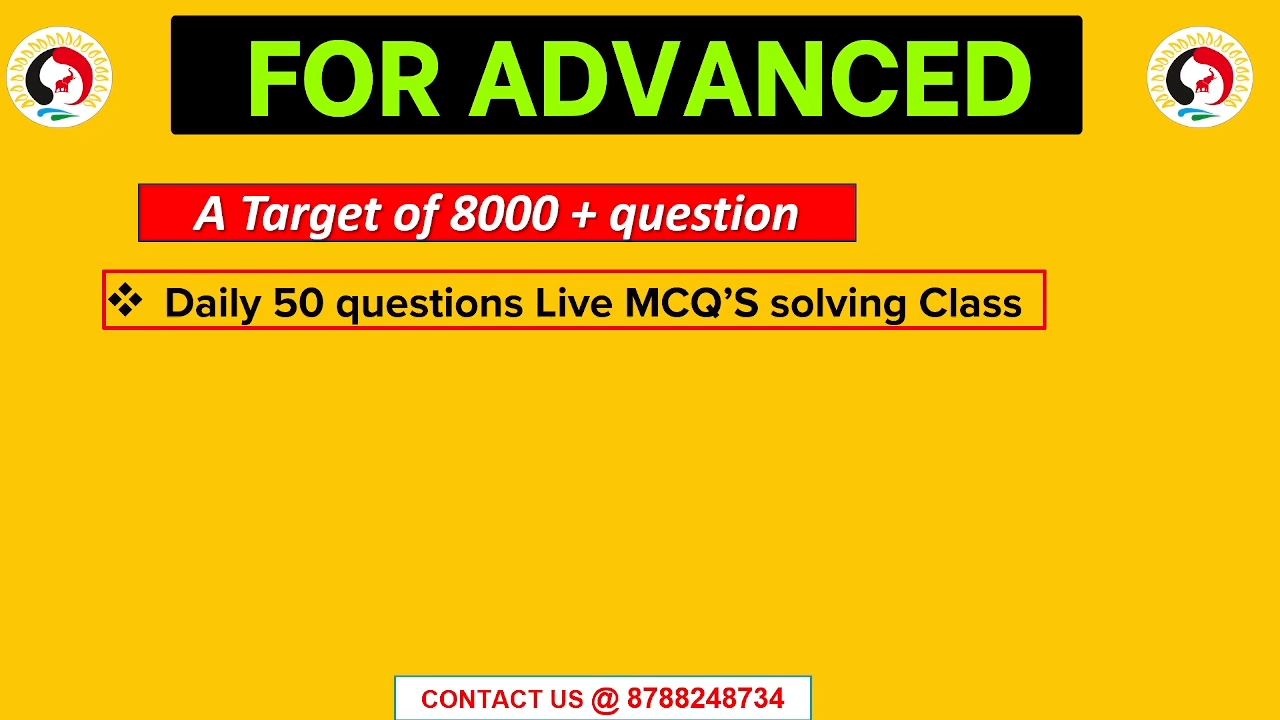 FOR ADVANCED
A Target of 8000 + question
❖ Daily 50 questions Live MCQ’S solving Class
CONTACT US @ 8788248734